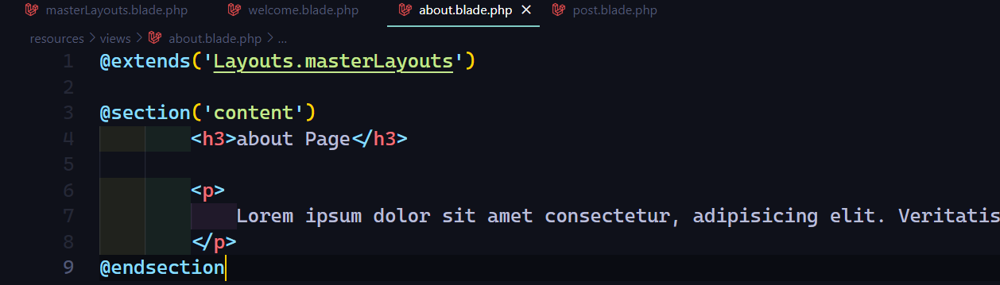 masterLayouts.blade.php welcome.blade.php about.blade.php × post.blade.php
resources > views > about.blade.php > ...
1 @extends('Layouts.masterLayouts')
2
3 @section('content')
4 <h3>about Page</h3>
5
6 <p>
7 Lorem ipsum dolor sit amet consectetur, adipisicing elit. Veritatis
8 </p>
9 @endsection